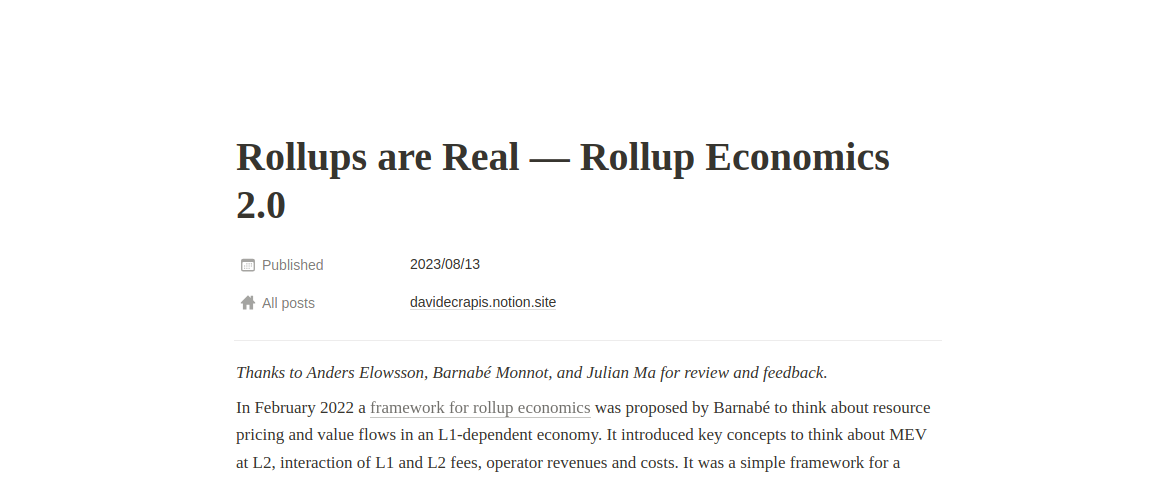 Rollups are Real — Rollup Economics
2.0
Published 2023/08/13
All posts davidecrapis.notion.site
Thanks to Anders Elowsson, Barnabé Monnot, and Julian Ma for review and feedback.
In February 2022 a framework for rollup economics was proposed by Barnabé to think about resource
pricing and value flows in an L1-dependent economy. It introduced key concepts to think about MEV
at L2, interaction of L1 and L2 fees, operator revenues and costs. It was a simple framework for a